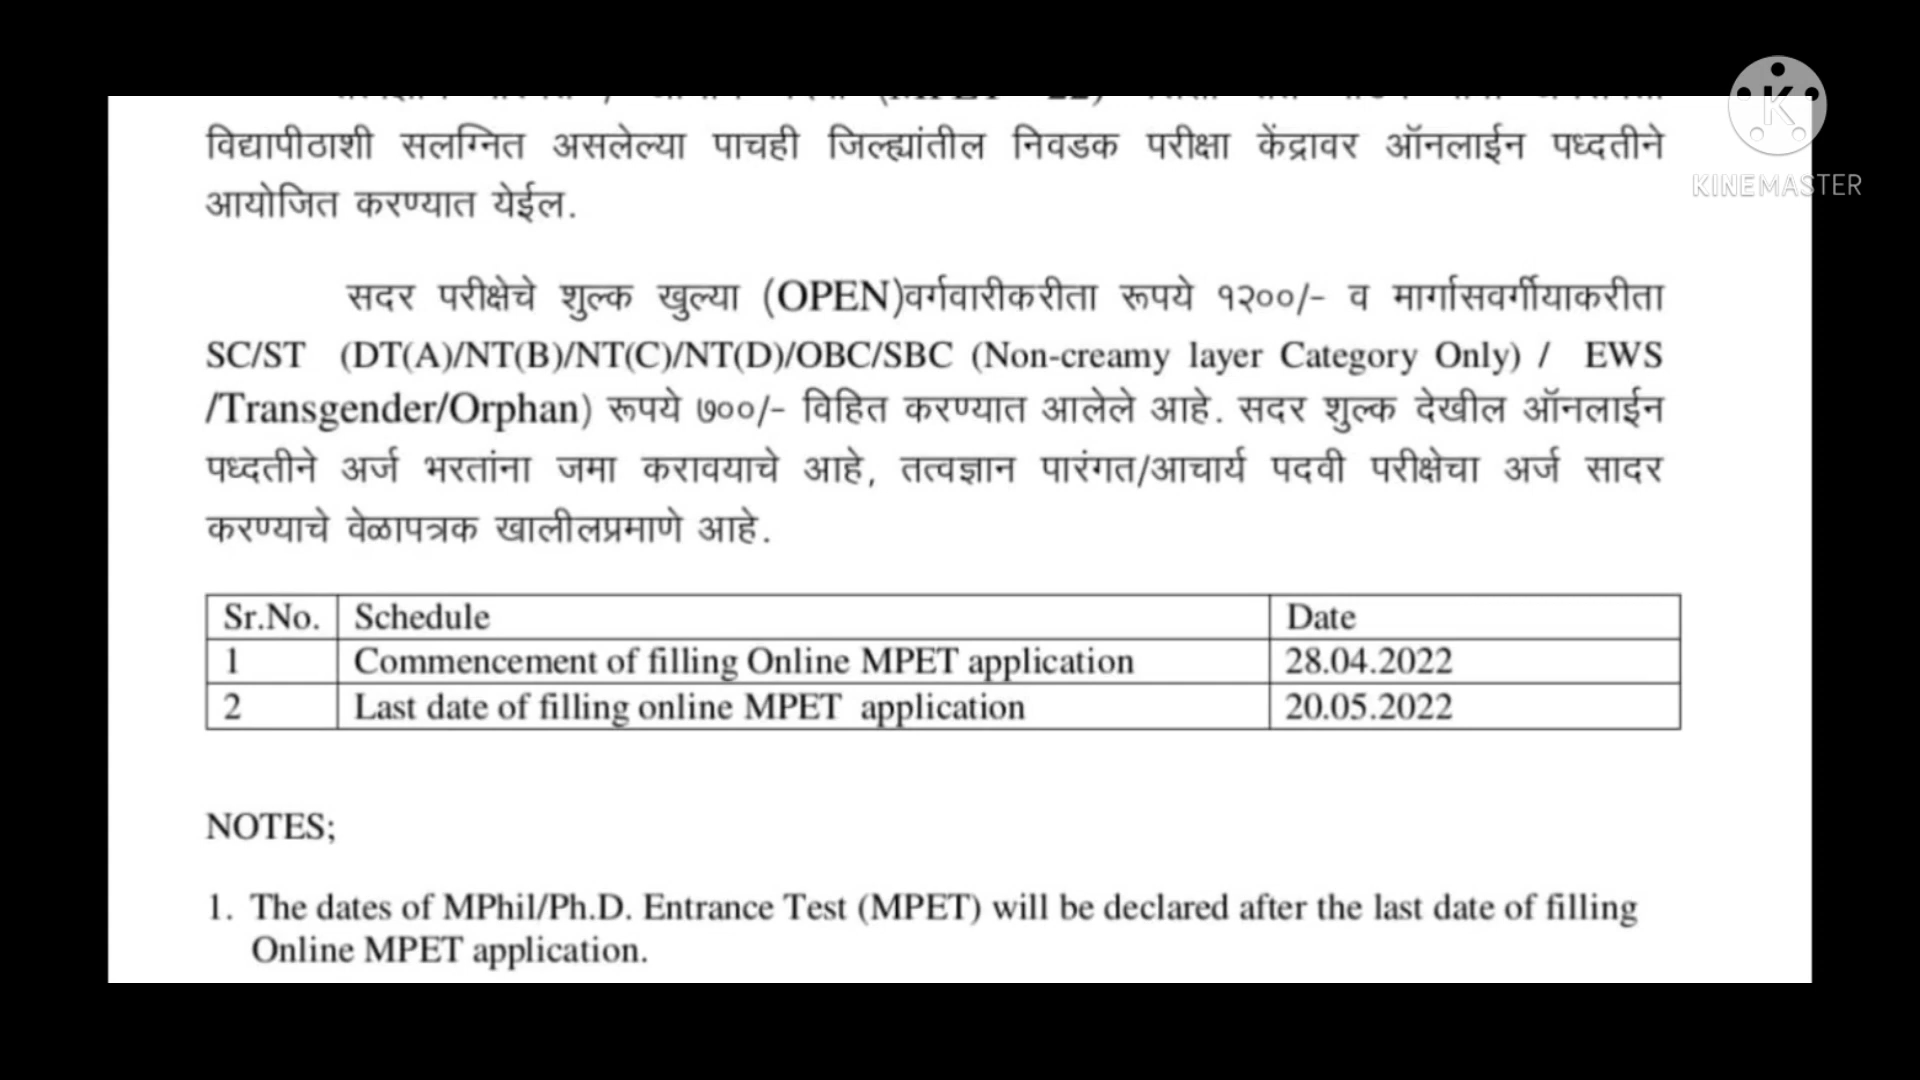 विद्यापीठाशी सलग्नित असलेल्या पाचही जिल्ह्यांतील निवडक परीक्षा केंद्रावर ऑनलाईन पध्दतीने
आयोजित करण्यात येईल.
सदर परीक्षेचे शुल्क खुल्या (OPEN)वर्गवारीकरीता रूपये १२००/- व मार्गासवर्गीयाकरीता
SC/ST (DT(A)/NT(B)/NT(C)/NT(D)/OBC/SBC (Non-creamy layer Category Only) / EWS
/Transgender/Orphan) रूपये ७००/- विहित करण्यात आलेले आहे. सदर शुल्क देखील ऑनलाईन
पध्दतीने अर्ज भरतांना जमा करावयाचे आहे, तत्वज्ञान पारंगत/आचार्य पदवी परीक्षेचा अर्ज सादर
करण्याचे वेळापत्रक खालीलप्रमाणे आहे.
Sr.No. Schedule Date
1 Commencement of filling Online MPET application 28.04.2022
2 Last date of filling online MPET application 20.05.2022
NOTES;
1. The dates of MPhil/Ph.D. Entrance Test (MPET) will be declared after the last date of filling
Online MPET application.
K
KINEMASTER